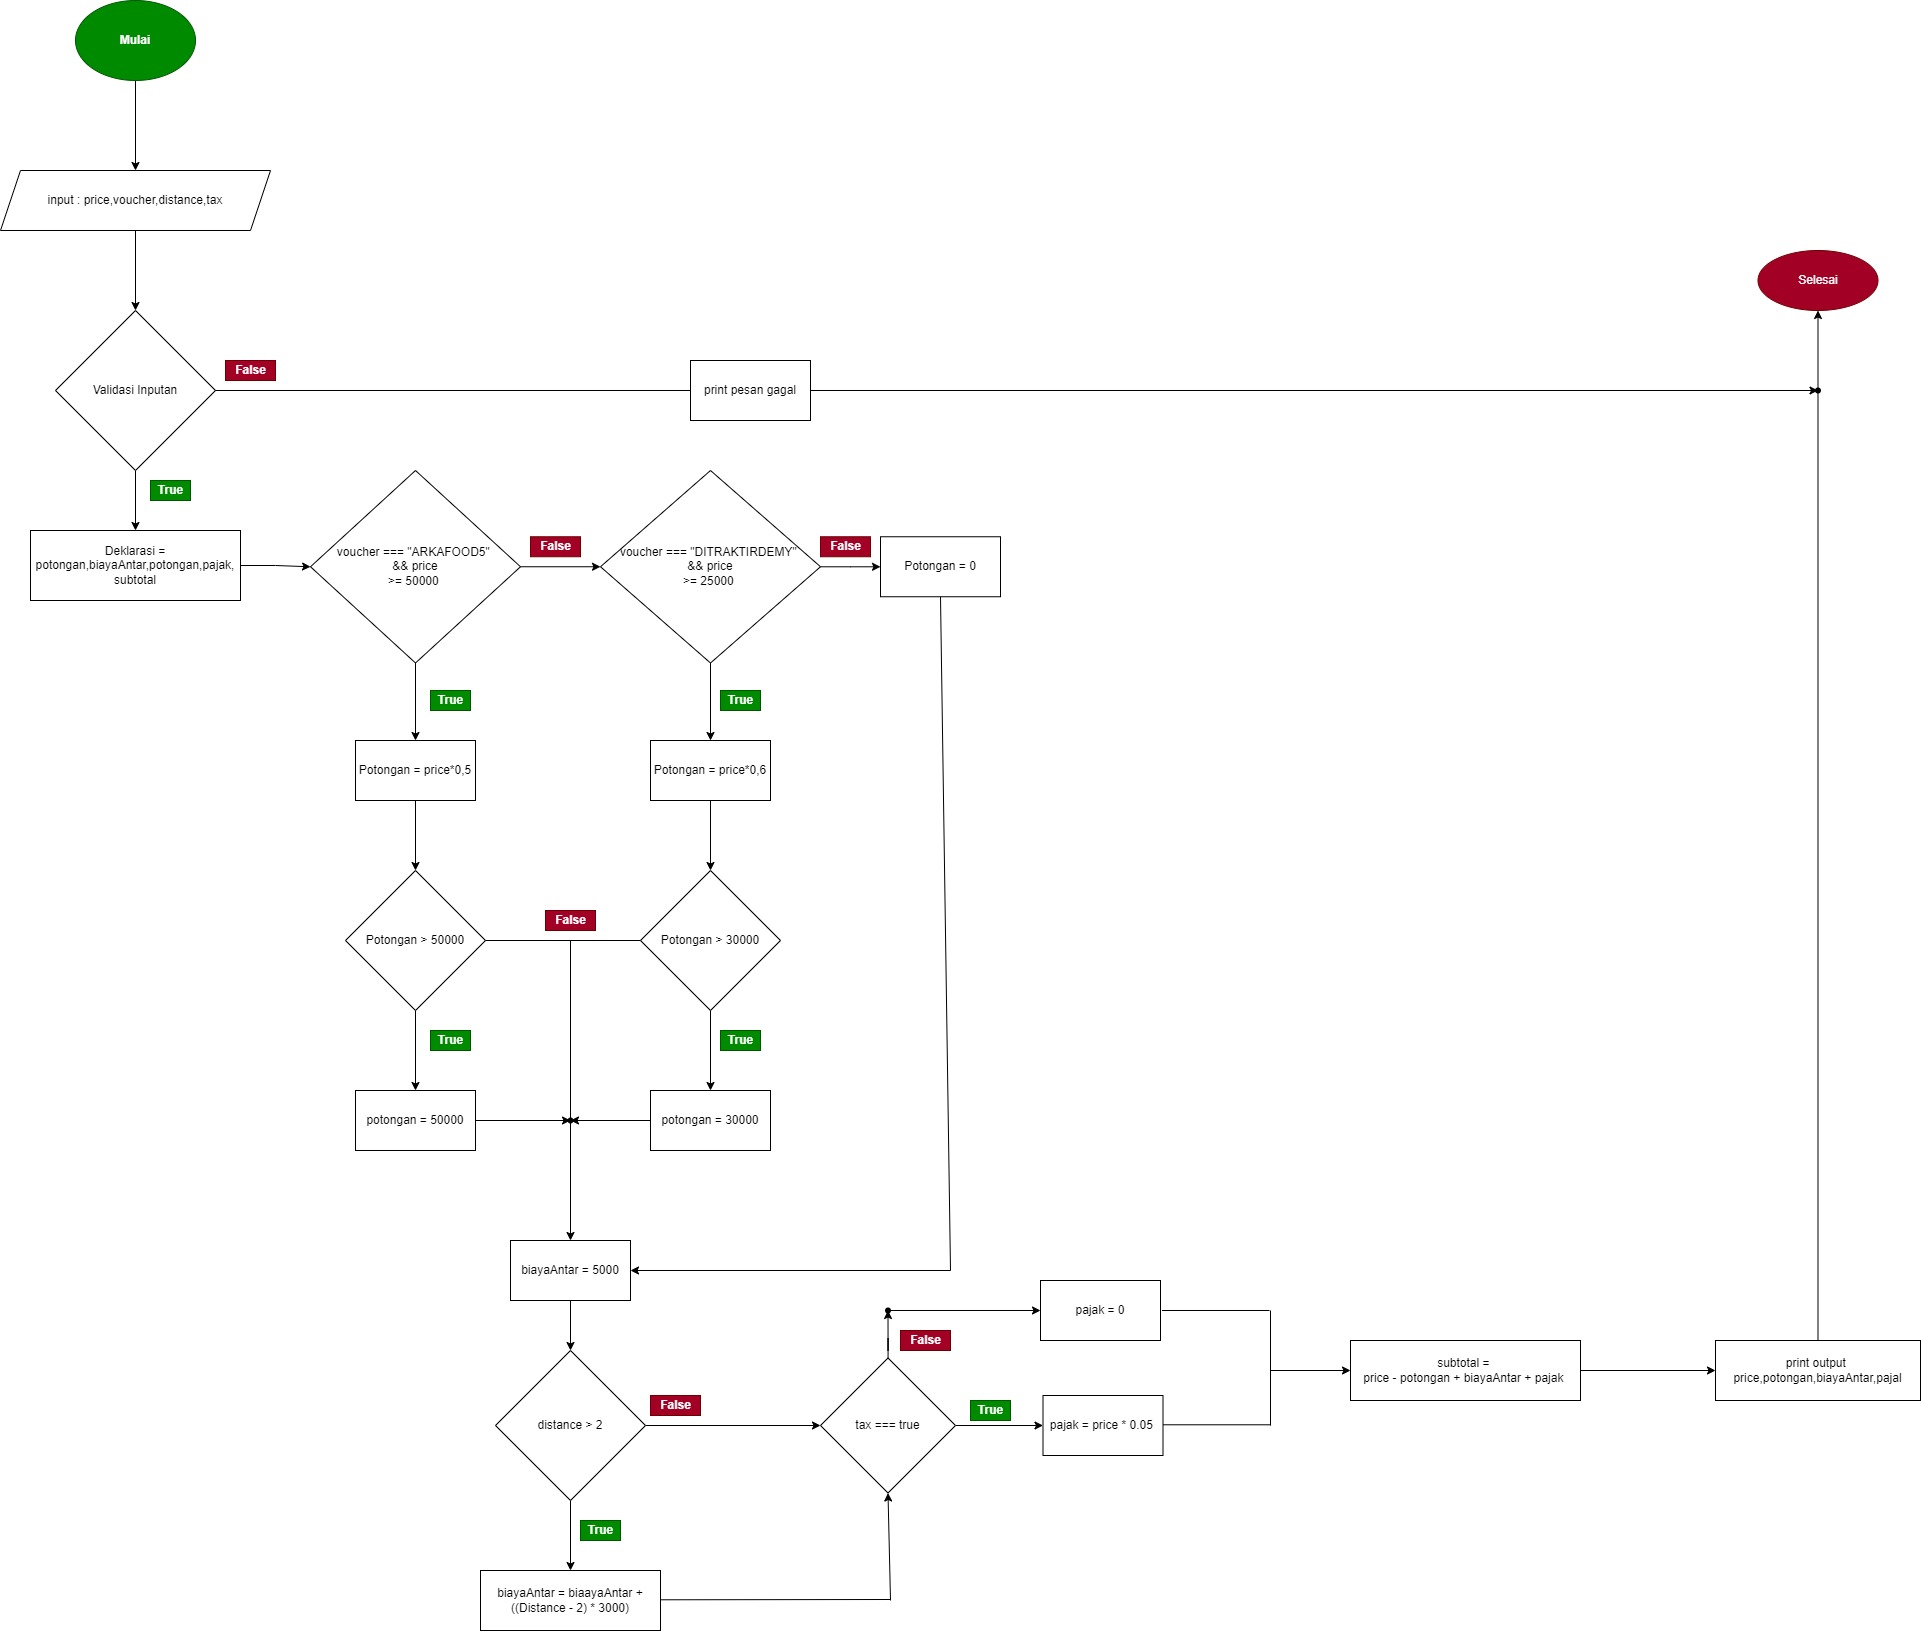 Mulai
input : price,voucher,distance,tax
Selesai
False
Validasi Inputan
print pesan gagal
True
Deklarasi =
potongan,biayaAntar,potongan,pajak,
subtotal
voucher === "ARKAFOOD5"
&& price
>= 50000
False
voucher === "DITRAKTIRDEMY"
&& price
>= 25000
False
Potongan = 0
True
True
Potongan = price*0,5
Potongan = price*0,6
Potongan > 50000
False
Potongan > 30000
True
True
potongan = 50000
potongan = 30000
biayaAntar = 5000
pajak = 0
False
distance > 2
False
tax === true
True
pajak = price * 0.05
subtotal =
price - potongan + biayaAntar + pajak
print output
price,potongan,biayaAntar,pajal
True
biayaAntar = biaayaAntar +
((Distance - 2) * 3000)